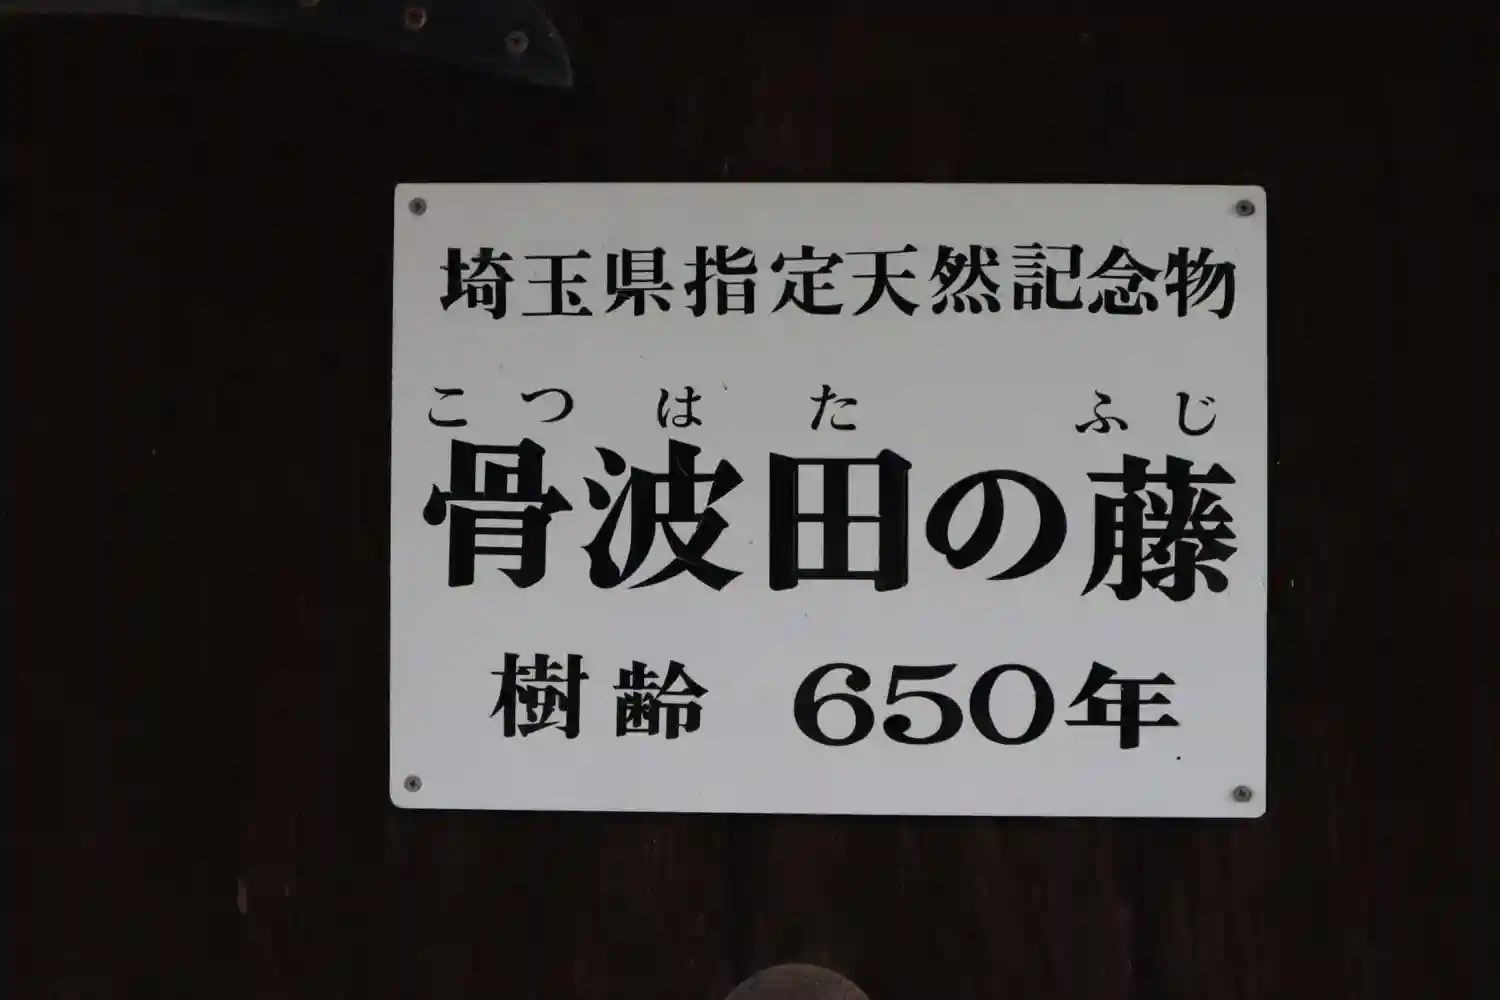 埼玉県指定天然記念物
こつはた ふじ
骨波田の藤
樹齢 650年